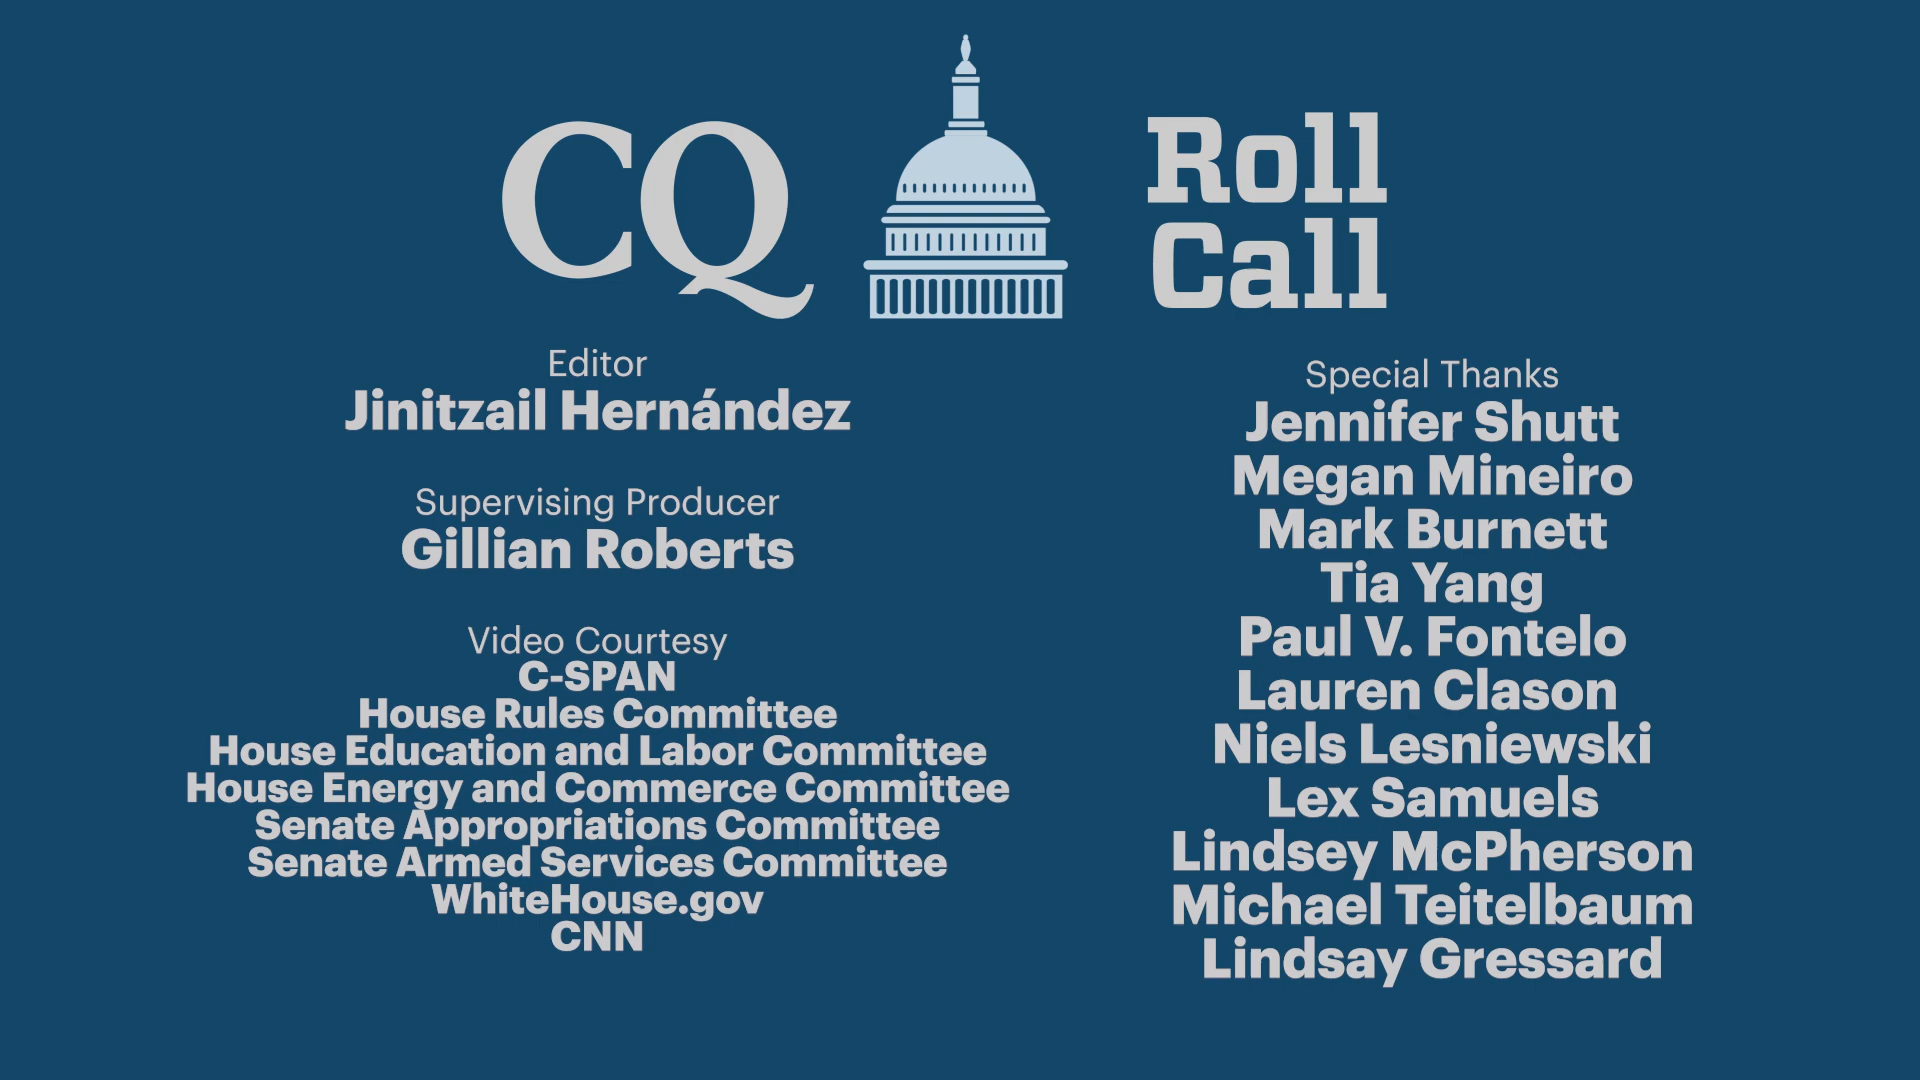 CQ
Roll
Call
Editor
Jinitzail Hernández
Supervising Producer
Gillian Roberts
Video Courtesy
C-SPAN
House Rules Committee
House Education and Labor Committee
House Energy and Commerce Committee
Senate Appropriations Committee
Senate Armed Services Committee
WhiteHouse.gov
CNN
Special Thanks
Jennifer Shutt
Megan Mineiro
Mark Burnett
Tia Yang
Paul V. Fontelo
Lauren Clason
Niels Lesniewski
Lex Samuels
Lindsey McPherson
Michael Teitelbaum
Lindsay Gressard